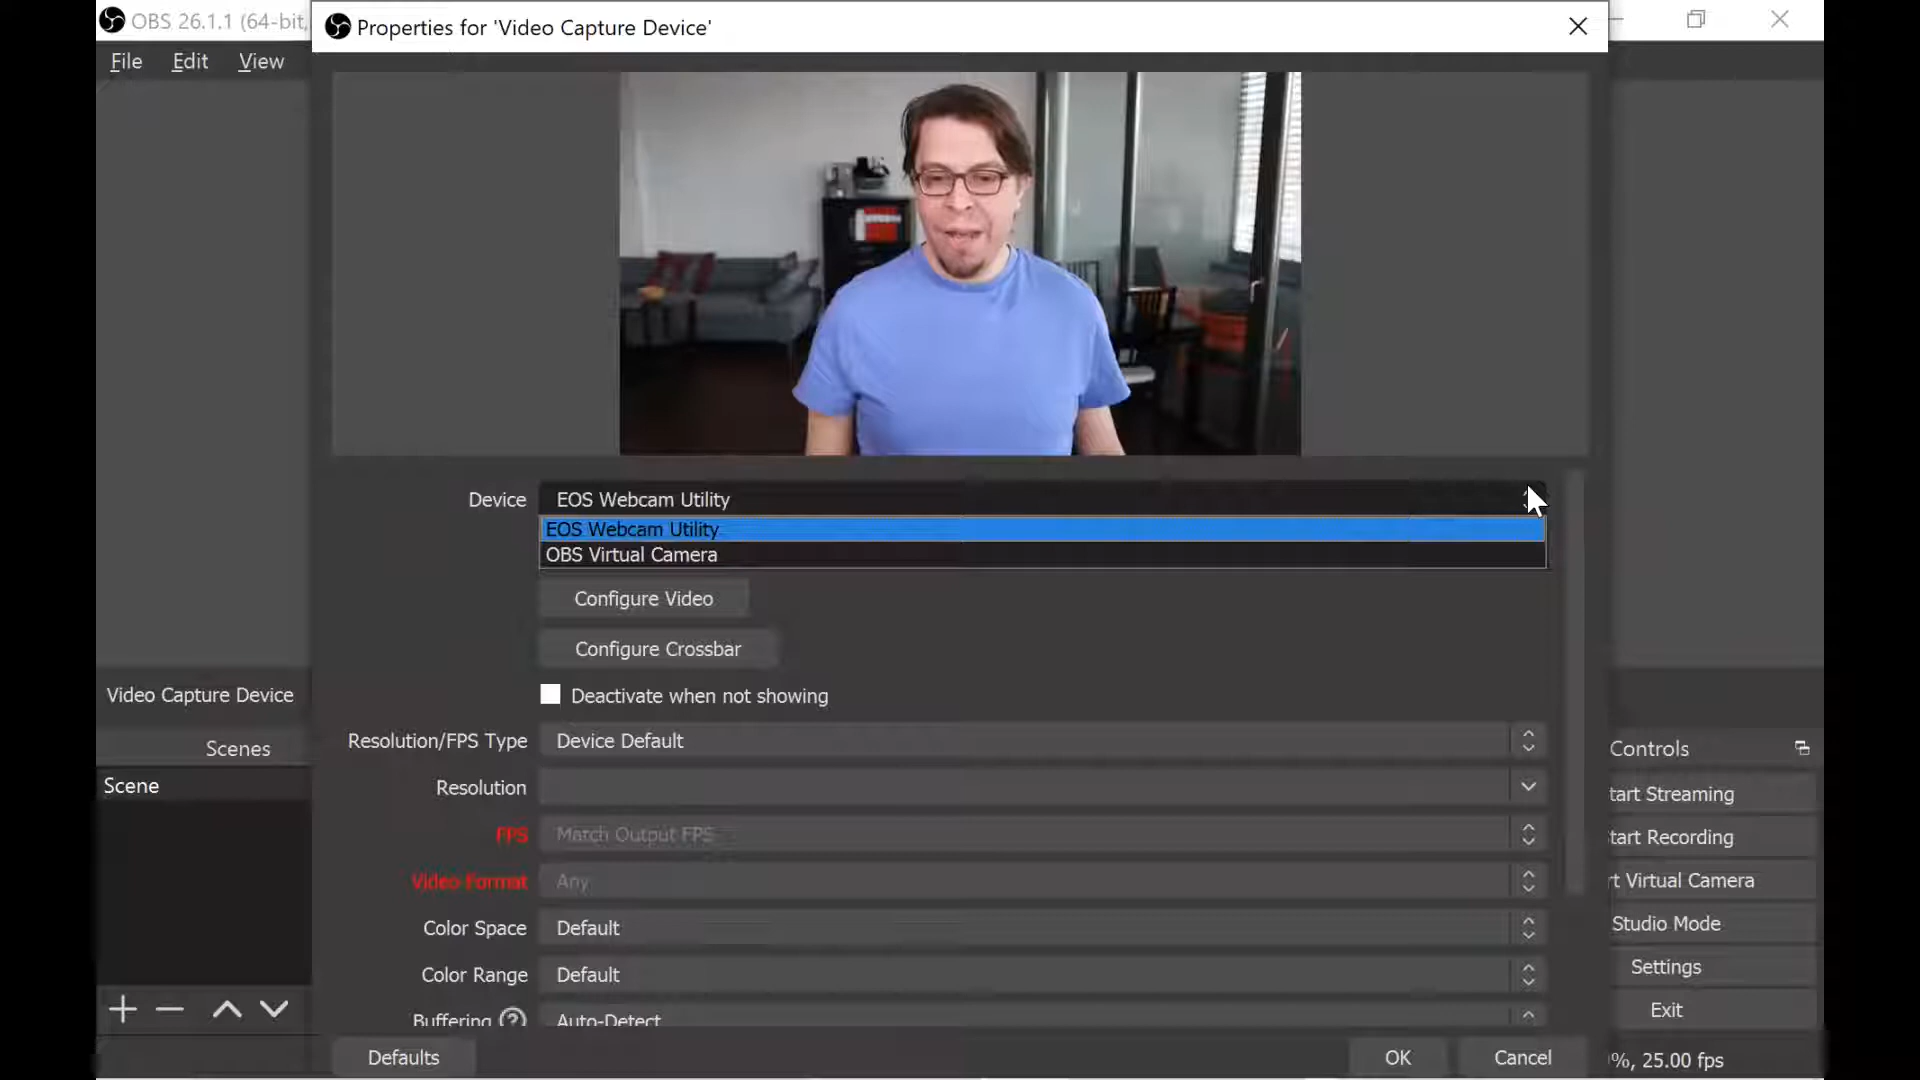 OBS 26.1.1 (64-bit,
Properties for 'Video Capture Device'
File Edit View
Device EOS Webcam Utility
EOS Webcam Utility
OBS Virtual Camera
Configure Video
Configure Crossbar
Deactivate when not showing
Resolution/FPS Type Device Default
Resolution
FPS Match Output FPS
Video Format Any
Color Space Default
Color Range Default
Buffering ? Auto-Detect
Defaults OK Cancel
Video Capture Device
Scenes
Scene
Controls
tart Streaming
tart Recording
rt Virtual Camera
Studio Mode
Settings
Exit
%, 25.00 fps